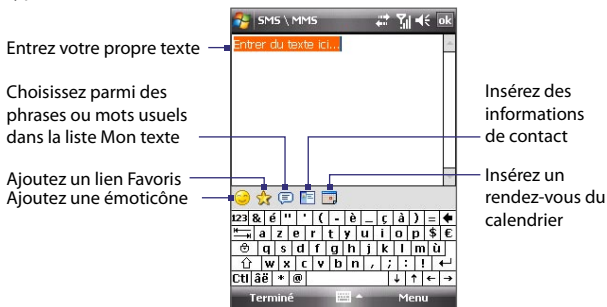 SMS \ MMS
ok
Entrez votre propre texte
Entrer du texte ici...
Choisissez parmi des
phrases ou mots usuels
dans la liste Mon texte
Ajoutez un lien Favoris
Ajoutez une émoticône
Insérez des
informations
de contact
Insérez un
rendez-vous du
calendrier
123 & é " ' ( - è _ ç à ) =
a z e r t y u i o p $ €
q s d f g h j k l m ù
w x c v b n , ; : !
Ctl áë * @
Terminé
Menu